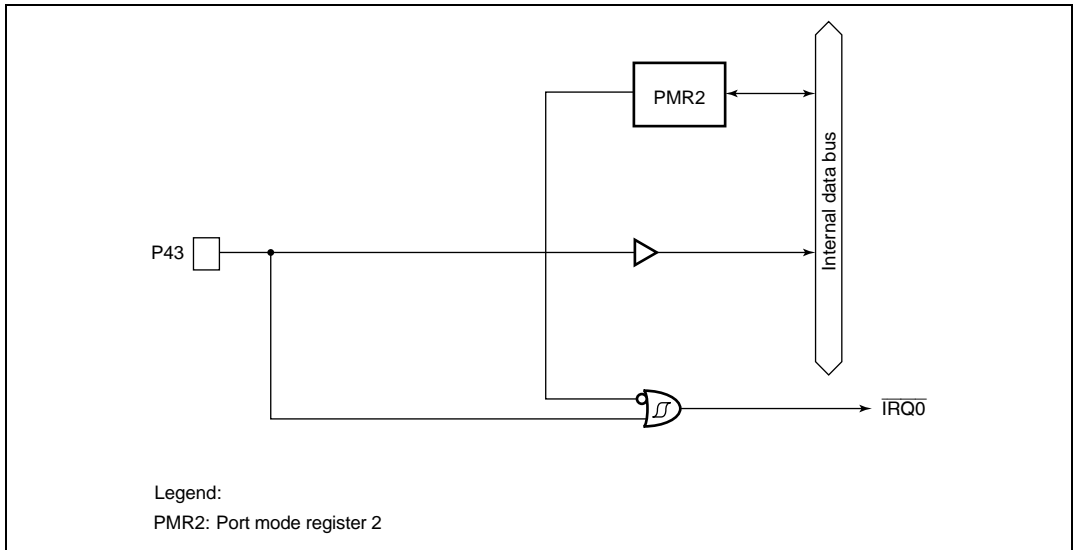 PMR2
Internal data bus
P43
IRQ0
Legend:
PMR2: Port mode register 2